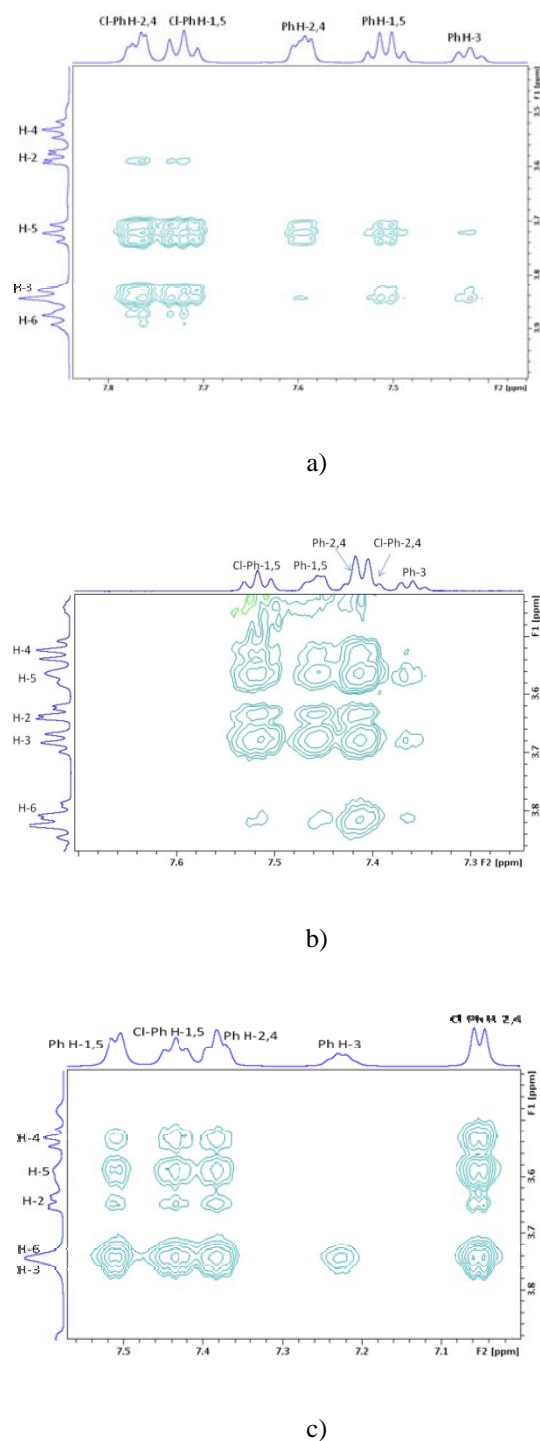 Cl-Ph H-2,4 Cl-Ph H-1,5 Ph H-2,4 Ph H-1,5 Ph H-3
F1 [ppm]
H-4
H-2
H-5
H-3
H-6
3.5
3.6
3.7
3.8
3.9
7.8 7.7 7.6 7.5 F2 [ppm]
a)
Ph-2,4 Cl-Ph-2,4
Cl-Ph-1,5 Ph-1,5 Ph-3
F1 [ppm]
H-4
H-5
H-2
H-3
H-6
3.6
3.7
3.8
7.6 7.5 7.4 7.3 F2 [ppm]
b)
Cl Ph H 2,4
Ph H-1,5 Cl-Ph H-1,5 Ph H-2,4 Ph H-3
F1 [ppm]
H-4
H-5
H-2
H-6
H-3
3.6
3.7
3.8
7.5 7.4 7.3 7.2 7.1 F2 [ppm]
c)